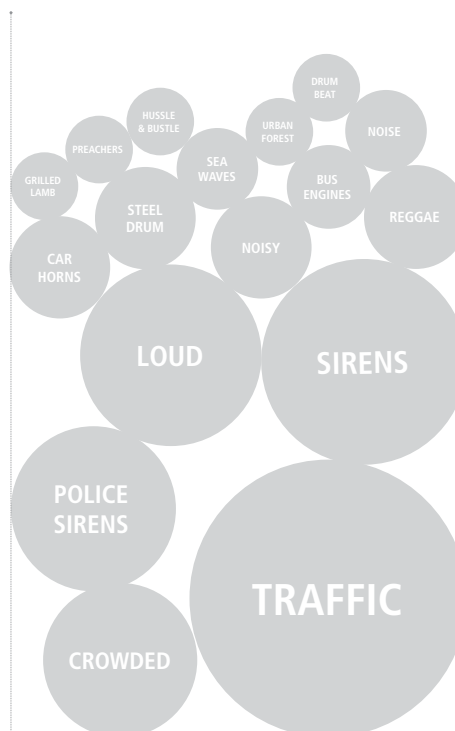 DRUM
BEAT
HUSSLE
& BUSTLE
URBAN
FOREST
NOISE
PREACHERS
SEA
WAVES
GRILLED
LAMB
BUS
ENGINES
STEEL
DRUM
REGGAE
NOISY
CAR
HORNS
LOUD
SIRENS
POLICE
SIRENS
TRAFFIC
CROWDED